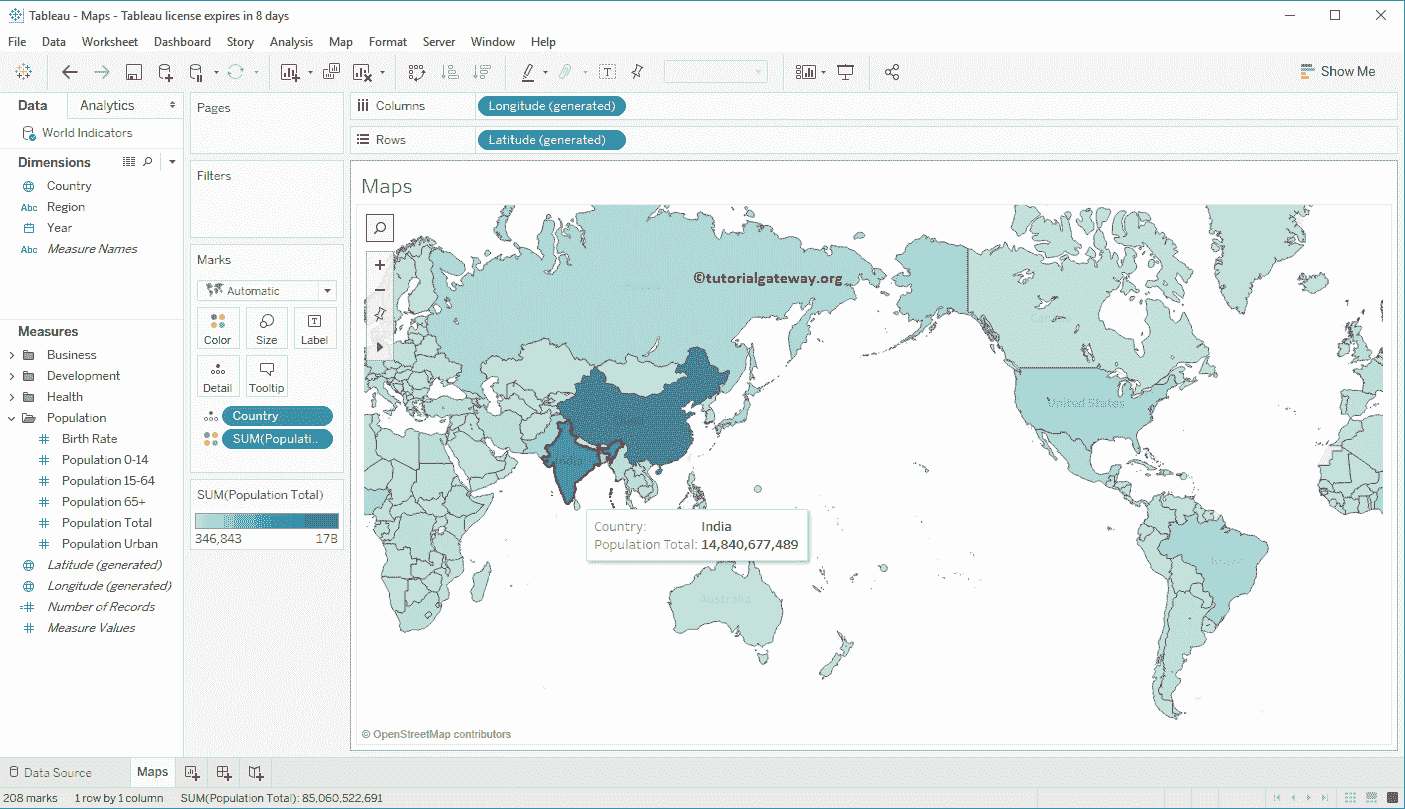 Tableau - Maps - Tableau license expires in 8 days
File Data Worksheet Dashboard Story Analysis Map Format Server Window Help
Show Me
Data Analytics
World Indicators
Dimensions
Country
Abc Region
Year
Abc Measure Names
Measures
Business
Development
Health
Population
Birth Rate
Population 0-14
Population 15-64
Population 65+
Population Total
Population Urban
Latitude (generated)
Longitude (generated)
Number of Records
Measure Values
Pages
Filters
Marks
Automatic
Color Size Label
Detail Tooltip
Country
SUM(Populati..
SUM(Population Total)
346,843 17B
Columns Longitude (generated)
Rows Latitude (generated)
Maps
©tutorialgateway.org
Canada
United States
India
Country: India
Population Total: 14,840,677,489
Brazil
Australia
© OpenStreetMap contributors
Data Source Maps
208 marks 1 row by 1 column SUM(Population Total): 85,060,522,691